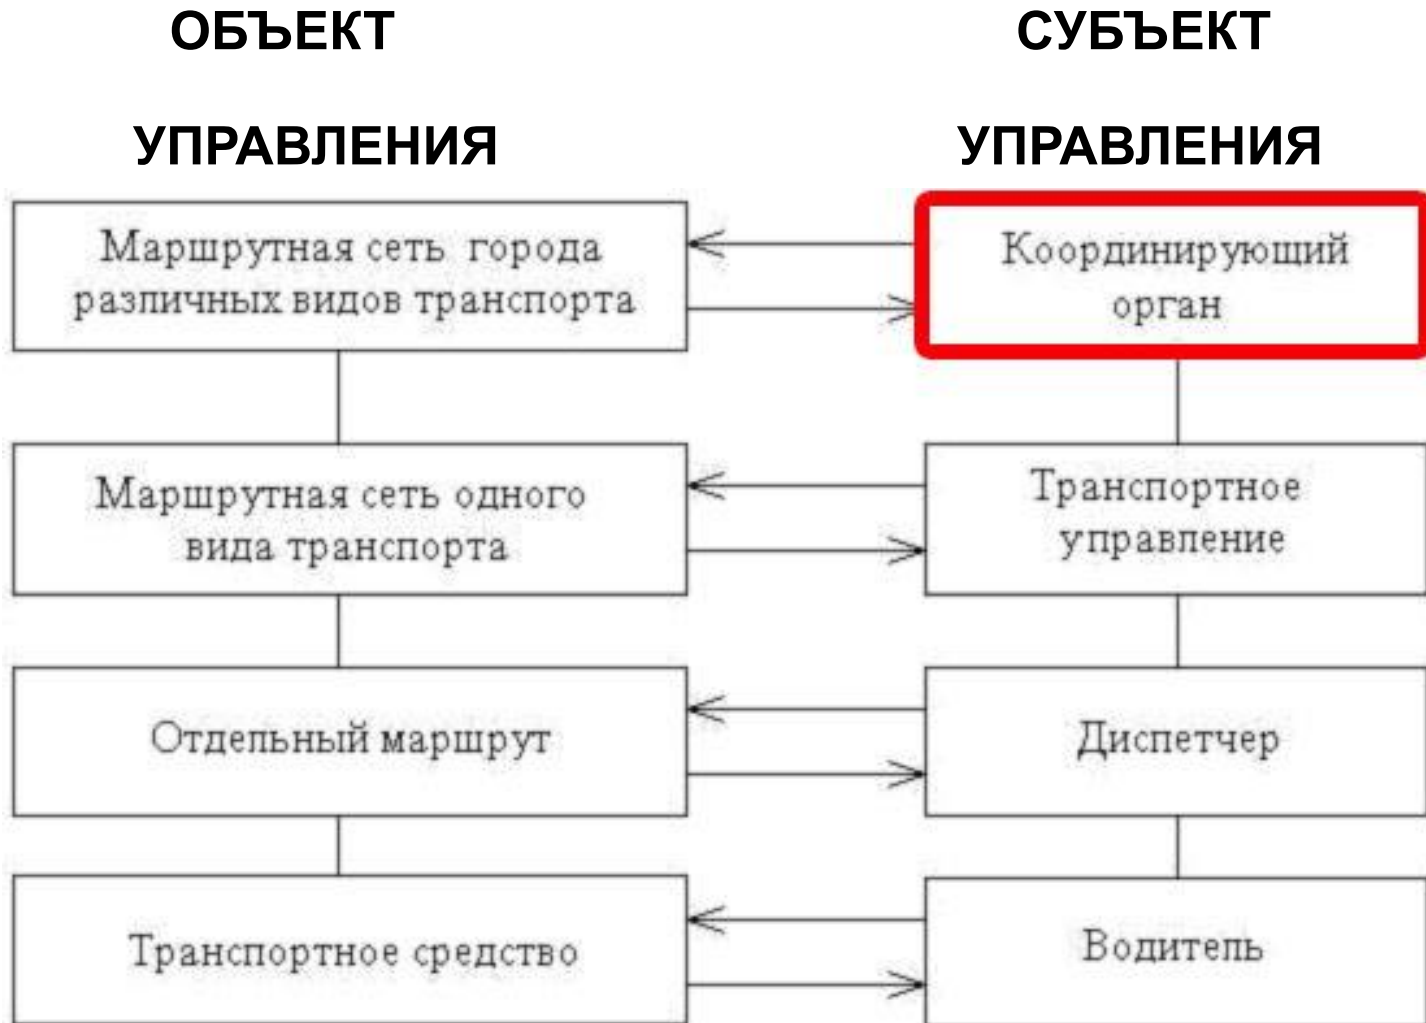 ОБЪЕКТ
УПРАВЛЕНИЯ
СУБЪЕКТ
УПРАВЛЕНИЯ
Маршрутная сеть города
различных видов транспорта
Координирующий
орган
Маршрутная сеть одного
вида транспорта
Транспортное
управление
Отдельный маршрут
Диспетчер
Транспортное средство
Водитель